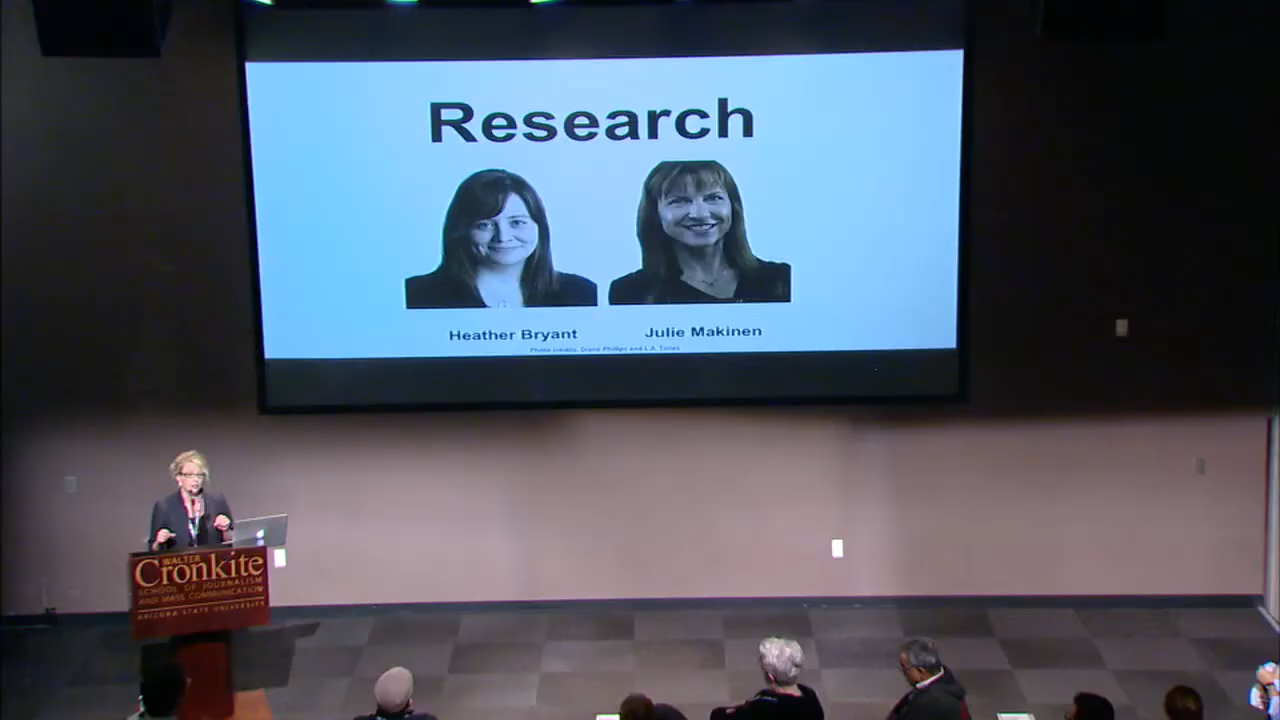 Research
Heather Bryant
Julie Makinen
Photo credits: Diane Phillips and L.A. Times
WALTER
Cronkite
SCHOOL OF JOURNALISM
AND MASS COMMUNICATION
ARIZONA STATE UNIVERSITY